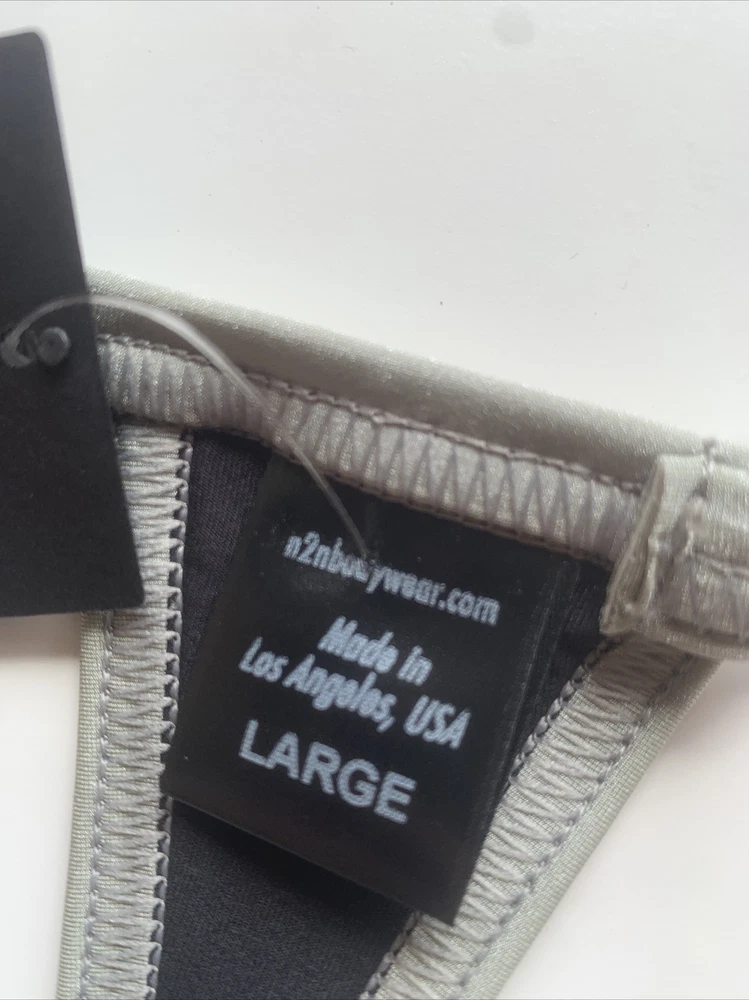 n2nbodywear.com
Made in
Los Angeles, USA
LARGE